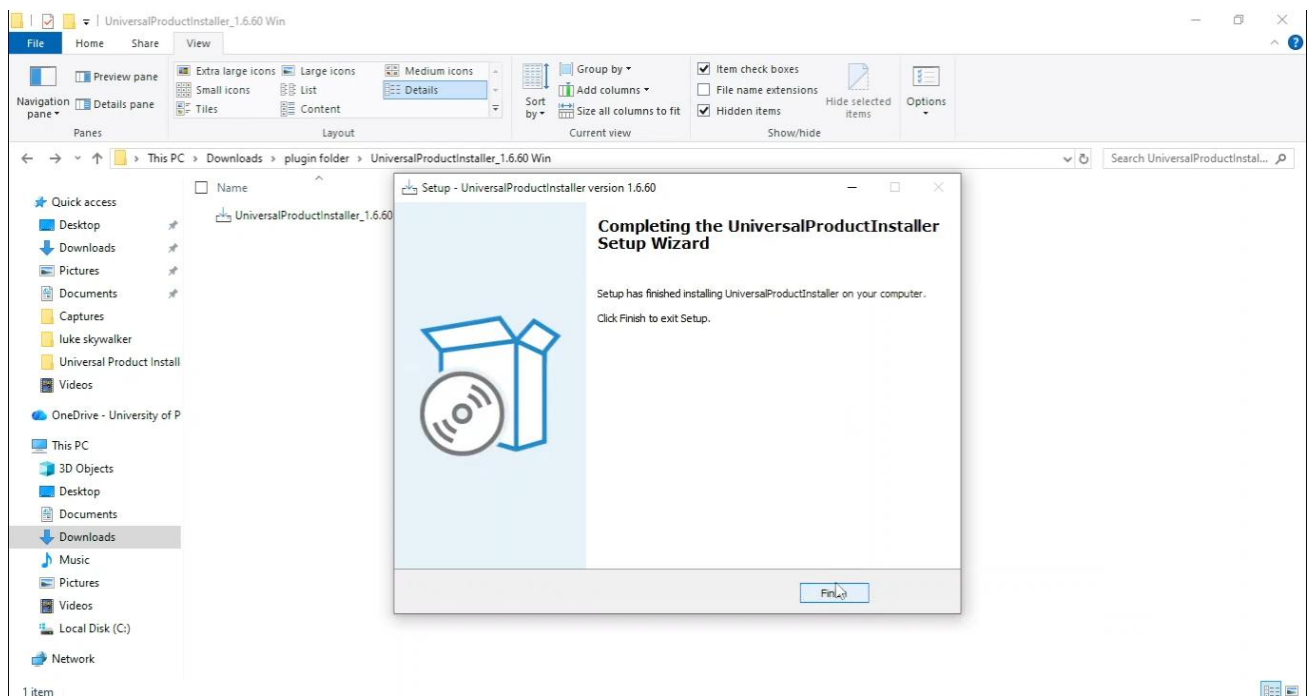 UniversalProductInstaller_1.6.60 Win
File Home Share View
Navigation pane
Preview pane
Details pane
Panes
Extra large icons Large icons Medium icons
Small icons List Details
Tiles Content
Layout
Sort by
Group by
Add columns
Size all columns to fit
Current view
Item check boxes
File name extensions
Hidden items
Hide selected items
Show/hide
Options
This PC > Downloads > plugin folder > UniversalProductInstaller_1.6.60 Win
Search UniversalProductInstal...
Quick access
Desktop
Downloads
Pictures
Documents
Captures
luke skywalker
Universal Product Install
Videos
OneDrive - University of P
This PC
3D Objects
Desktop
Documents
Downloads
Music
Pictures
Videos
Local Disk (C:)
Network
1 item
Name
UniversalProductInstaller_1.6.60
Setup - UniversalProductInstaller version 1.6.60
Completing the UniversalProductInstaller
Setup Wizard
Setup has finished installing UniversalProductInstaller on your computer.
Click Finish to exit Setup.